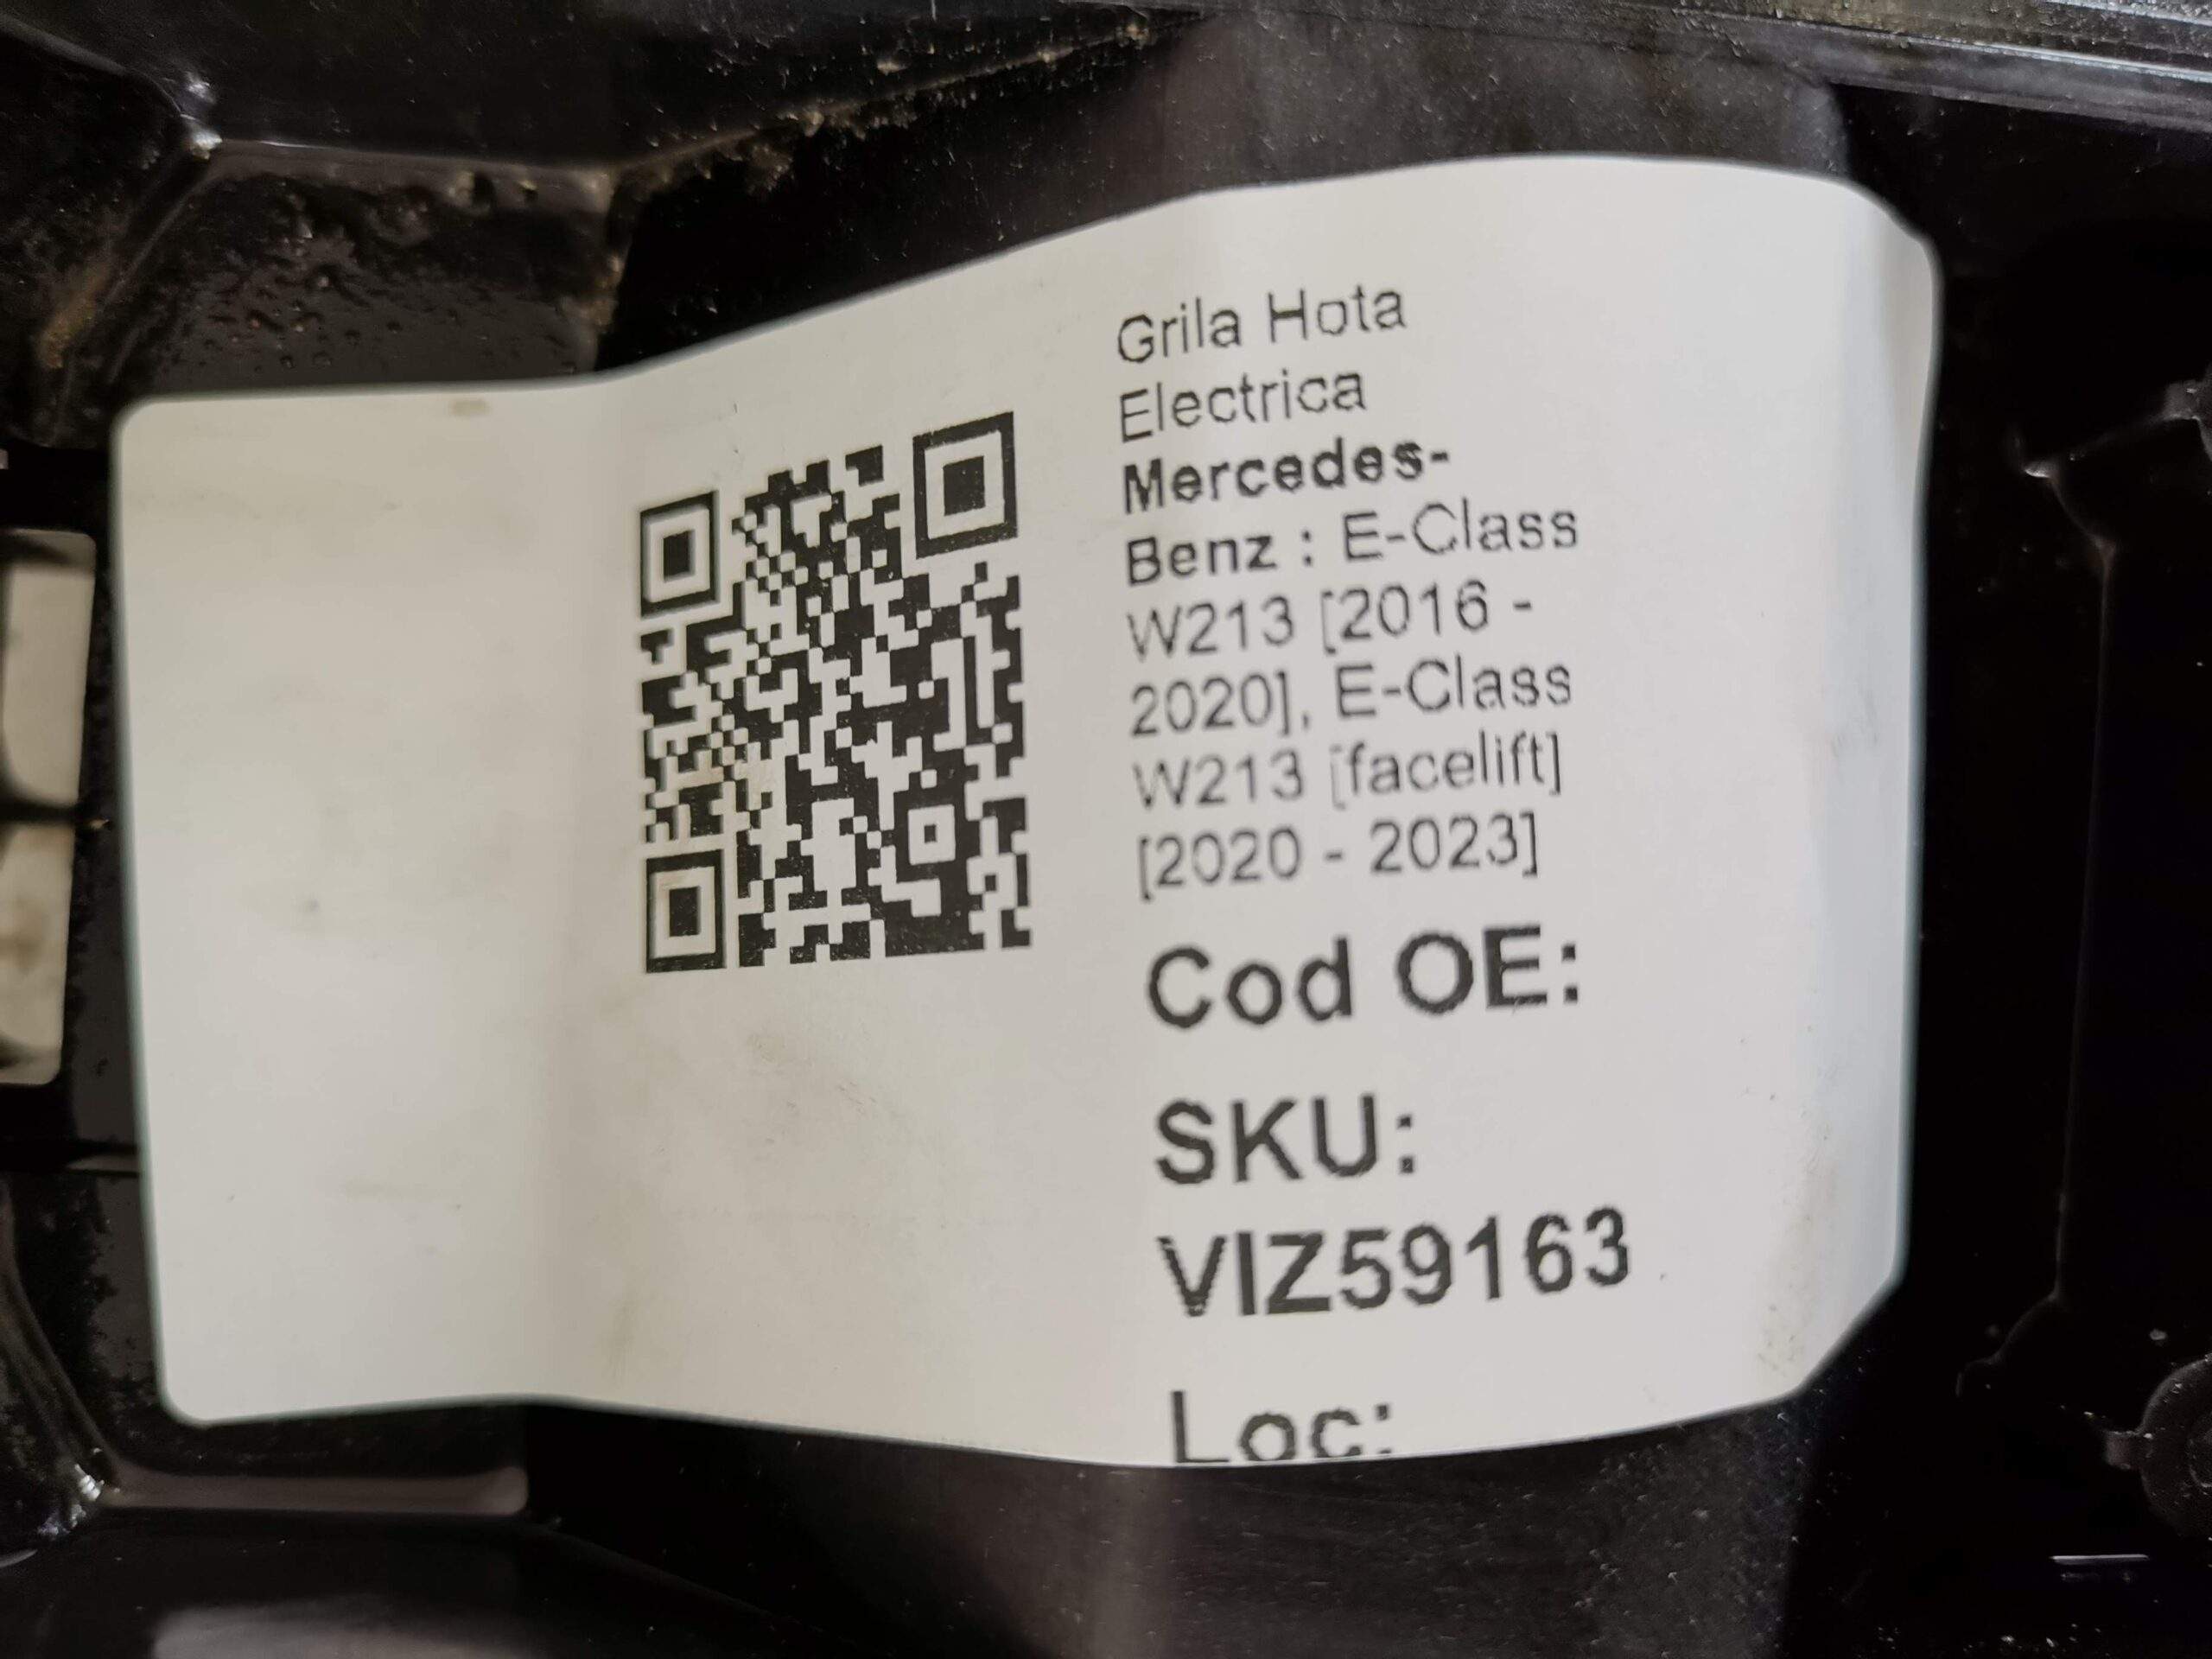 Grila Hota
Electrica
Mercedes-
Benz : E-Class
W213 [2016 -
2020], E-Class
W213 [facelift]
[2020 - 2023]
Cod OE:
SKU:
VIZ59163
Loc: